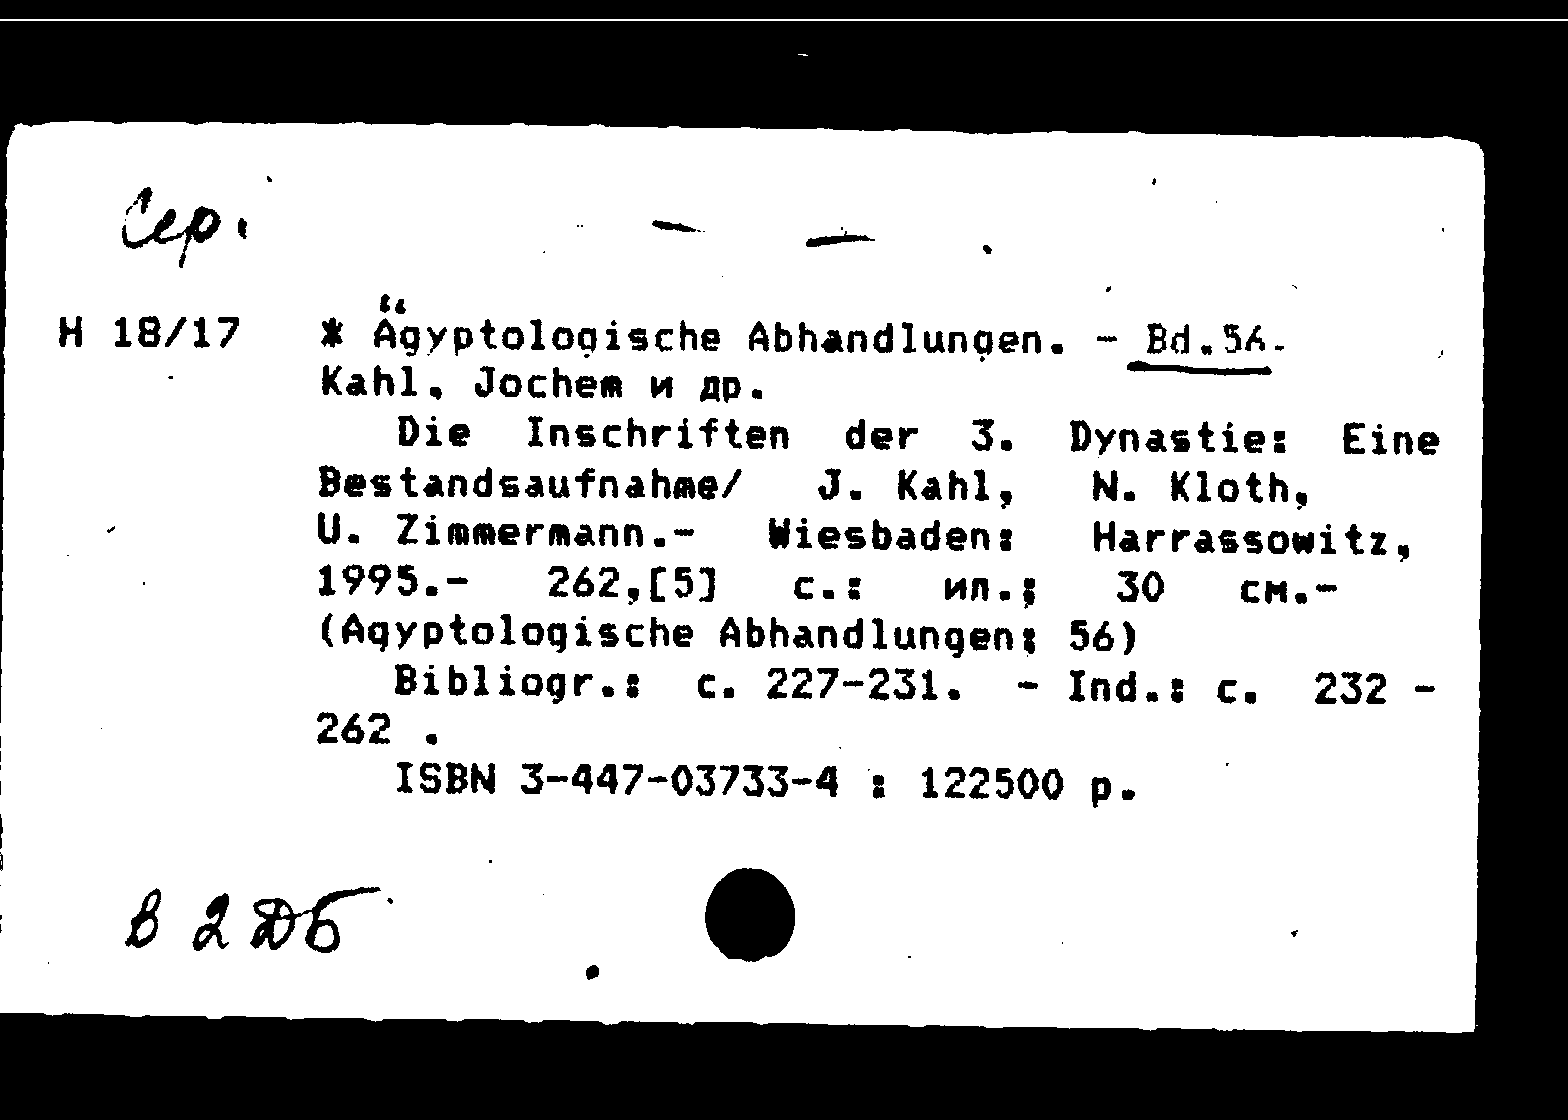 Сер.
H 18/17 * Ägyptologische Abhandlungen. - Bd.56.
Kahl, Jochem и др.
Die Inschriften der 3. Dynastie: Eine
Bestandsaufnahme/ J. Kahl, N. Kloth,
U. Zimmermann.- Wiesbaden: Harrassowitz,
1995.- 262,[5] с.: ил.; 30 см.-
(Agyptologische Abhandlungen; 56)
Bibliogr.: с. 227-231. - Ind.: с. 232 -
262 .
ISBN 3-447-03733-4 : 122500 р.
В 2 ДБ